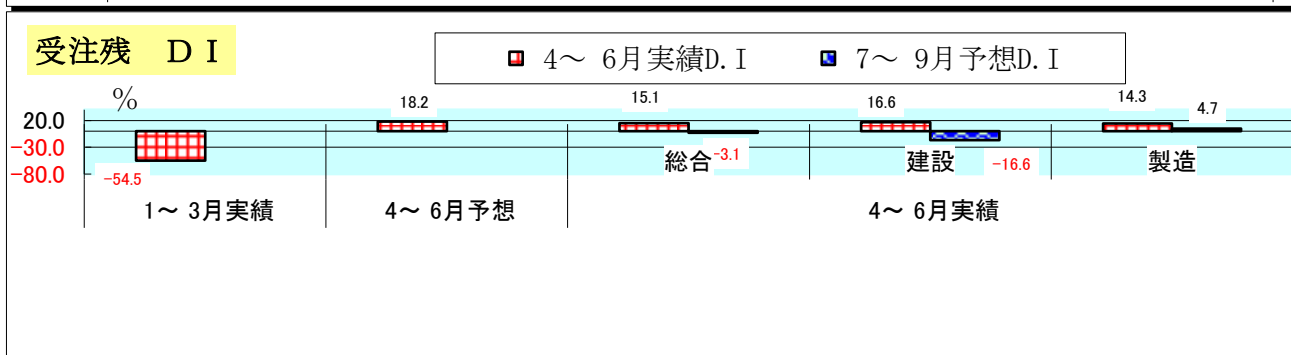 受注残　ＤＩ
4～ 6月実績D.I
7～ 9月予想D.I
%
20.0
-30.0
-80.0
-54.5
18.2
15.1
-3.1
16.6
-16.6
14.3
4.7
総合
建設
製造
1～ 3月実績
4～ 6月予想
4～ 6月実績